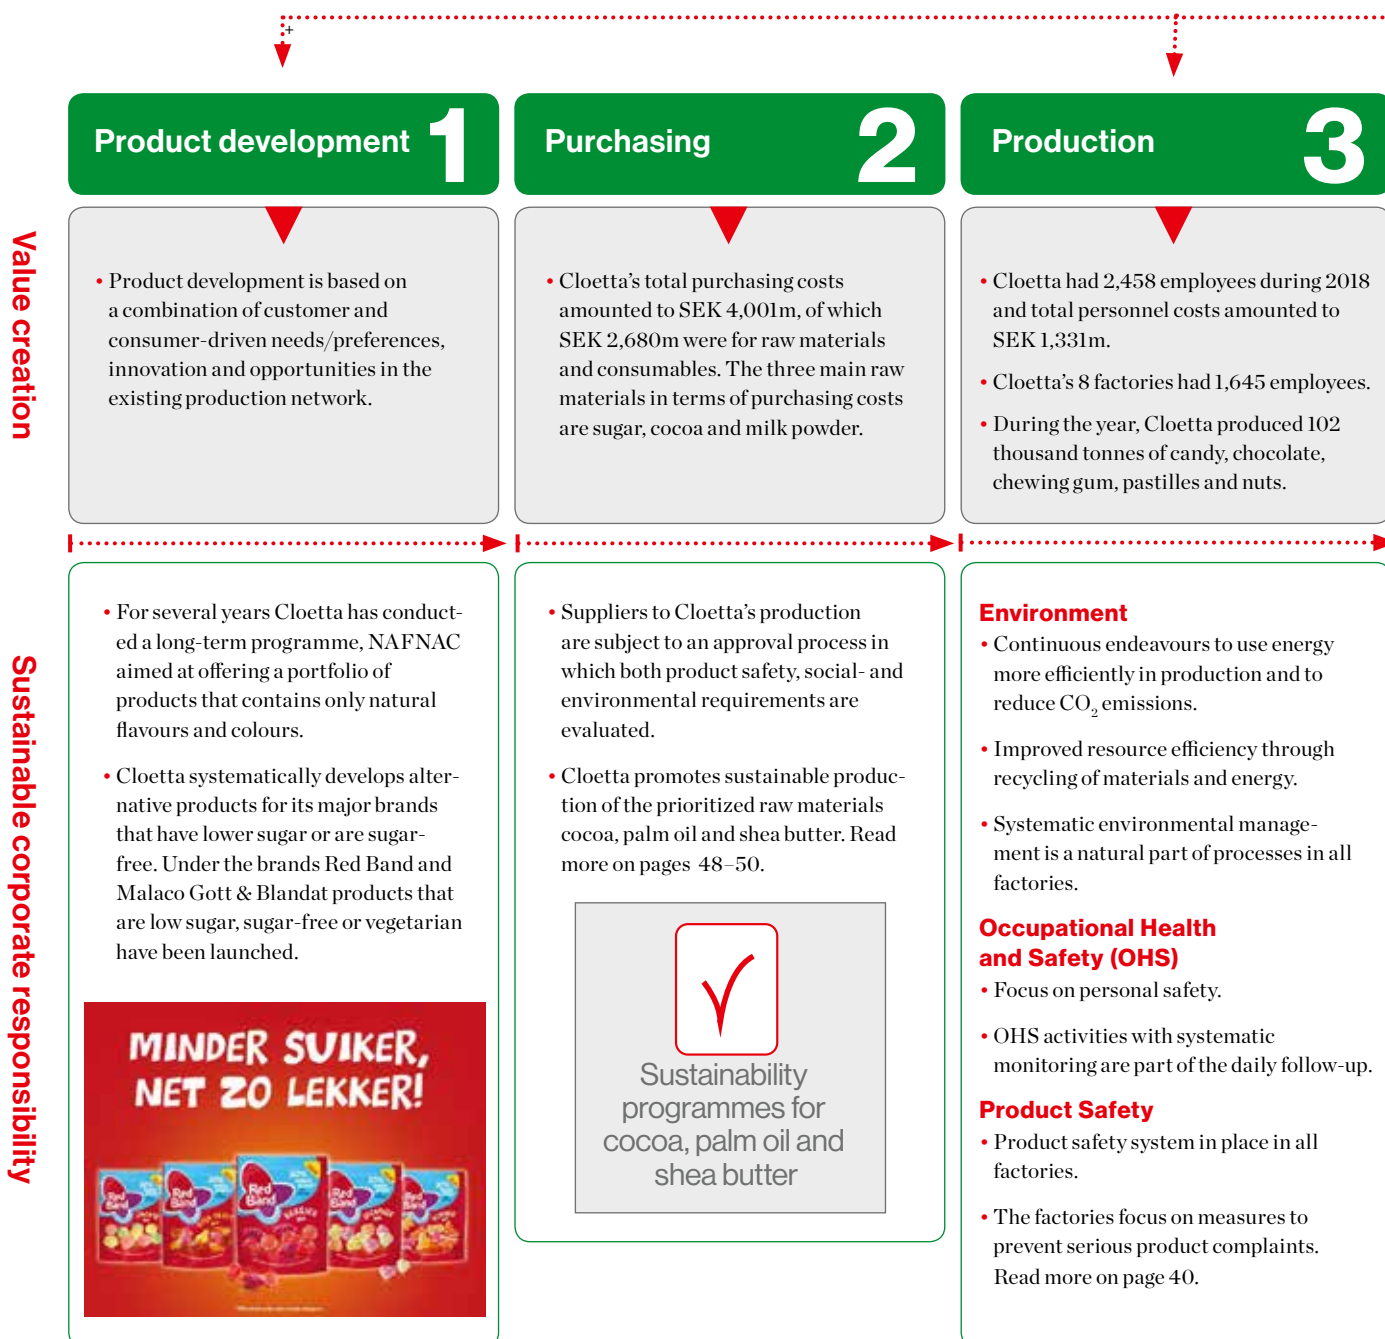 +
Product development 1
Purchasing 2
Production 3
Value creation
• Product development is based on
a combination of customer and
consumer-driven needs/preferences,
innovation and opportunities in the
existing production network.
• Cloetta’s total purchasing costs
amounted to SEK 4,001m, of which
SEK 2,680m were for raw materials
and consumables. The three main raw
materials in terms of purchasing costs
are sugar, cocoa and milk powder.
• Cloetta had 2,458 employees during 2018
and total personnel costs amounted to
SEK 1,331m.
• Cloetta’s 8 factories had 1,645 employees.
• During the year, Cloetta produced 102
thousand tonnes of candy, chocolate,
chewing gum, pastilles and nuts.
Sustainable corporate responsibility
• For several years Cloetta has conduct-
ed a long-term programme, NAFNAC
aimed at offering a portfolio of
products that contains only natural
flavours and colours.
• Cloetta systematically develops alter-
native products for its major brands
that have lower sugar or are sugar-
free. Under the brands Red Band and
Malaco Gott & Blandat products that
are low sugar, sugar-free or vegetarian
have been launched.
MINDER SUIKER,
NET ZO LEKKER!
Red Band
Red Band
Red Band
Red Band
Red Band
• Suppliers to Cloetta’s production
are subject to an approval process in
which both product safety, social- and
environmental requirements are
evaluated.
• Cloetta promotes sustainable produc-
tion of the prioritized raw materials
cocoa, palm oil and shea butter. Read
more on pages 48–50.
Sustainability
programmes for
cocoa, palm oil and
shea butter
Environment
• Continuous endeavours to use energy
more efficiently in production and to
reduce CO₂ emissions.
• Improved resource efficiency through
recycling of materials and energy.
• Systematic environmental manage-
ment is a natural part of processes in all
factories.
Occupational Health
and Safety (OHS)
• Focus on personal safety.
• OHS activities with systematic
monitoring are part of the daily follow-up.
Product Safety
• Product safety system in place in all
factories.
• The factories focus on measures to
prevent serious product complaints.
Read more on page 40.